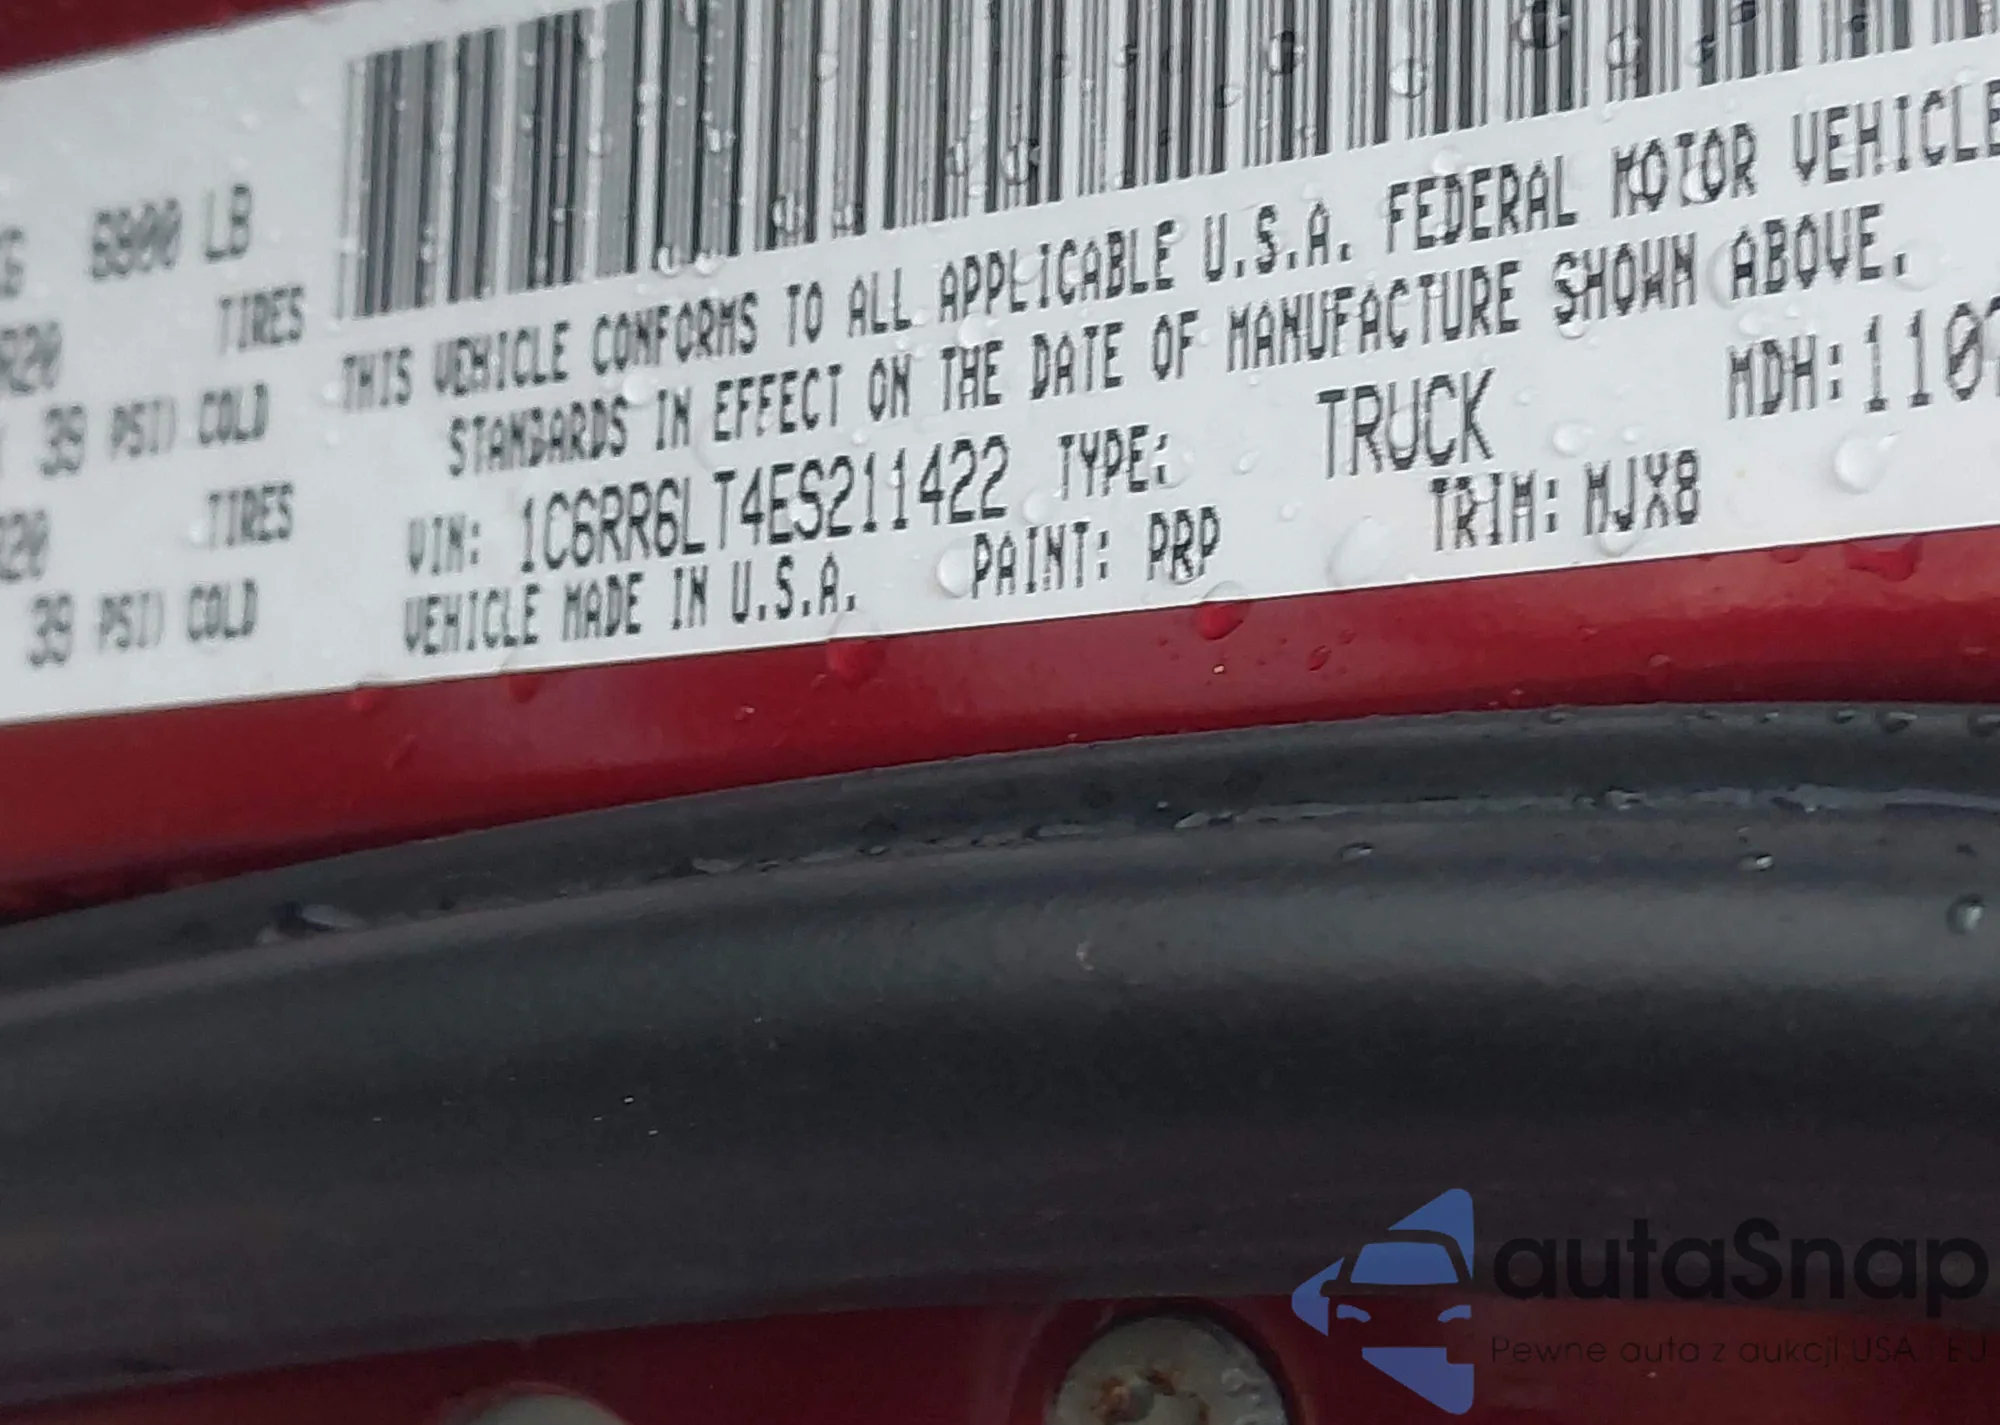 6900 LB
R20 TIRES
39 PSI) COLD
R20 TIRES
39 PSI) COLD
THIS VEHICLE CONFORMS TO ALL APPLICABLE U.S.A. FEDERAL MOTOR VEHICLE
STANDARDS IN EFFECT ON THE DATE OF MANUFACTURE SHOWN ABOVE.
VIN: 1C6RR6LT4ES211422 TYPE: TRUCK MDH: 110
VEHICLE MADE IN U.S.A. PAINT: PRP TRIM: MJX8
autaSnap
Pewne auta z aukcji USA